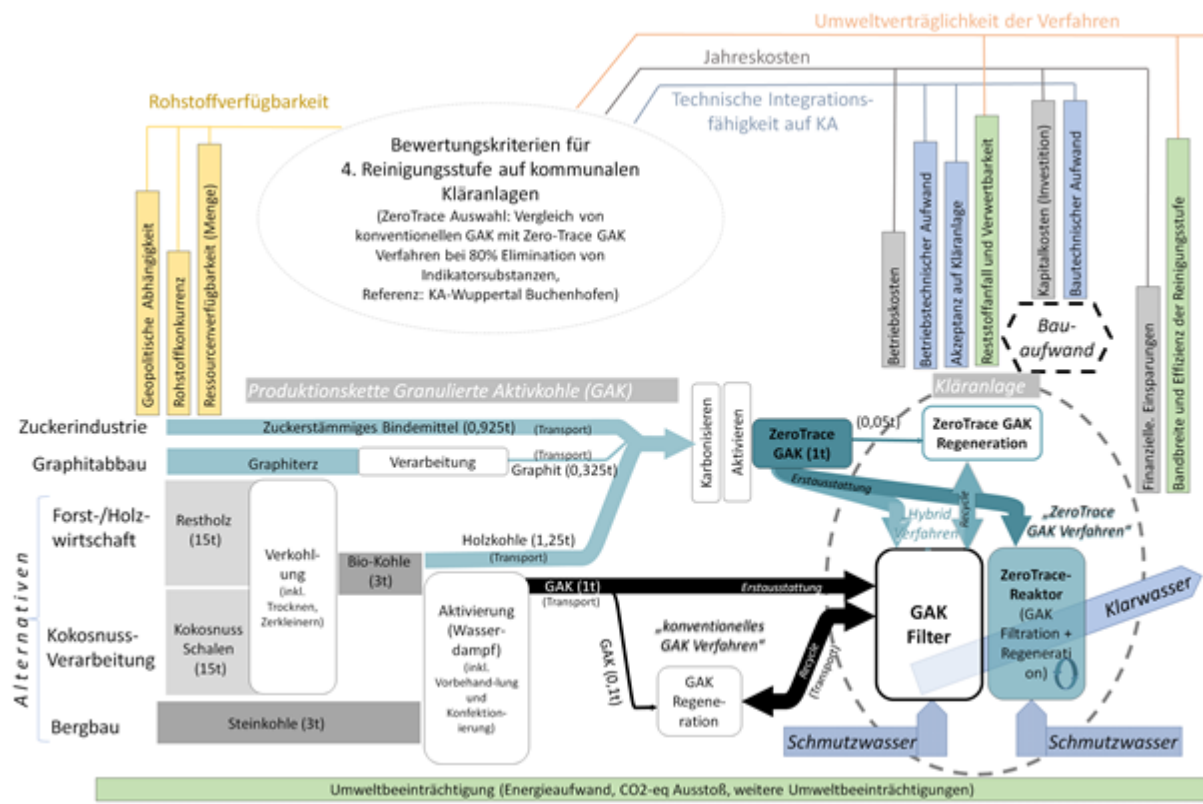 Umweltverträglichkeit der Verfahren
Jahreskosten
Rohstoffverfügbarkeit
Technische Integrations-
fähigkeit auf KA
Bewertungskriterien für
4. Reinigungsstufe auf kommunalen
Kläranlagen
(ZeroTrace Auswahl: Vergleich von
konventionellen GAK mit Zero-Trace GAK
Verfahren bei 80% Elimination von
Indikatorsubstanzen,
Referenz: KA-Wuppertal Buchenhofen)
Geopolitische Abhängigkeit
Rohstoffkonkurrenz
Ressourcenverfügbarkeit (Menge)
Betriebskosten
Betriebstechnischer Aufwand
Akzeptanz auf Kläranlage
Reststoffanfall und Verwertbarkeit
Kapitalkosten (Investition)
Bautechnischer Aufwand
Finanzielle. Einsparungen
Bandbreite und Effizienz der Reinigungsstufe
Bau-
aufwand
Produktionskette Granulierte Aktivkohle (GAK)
Kläranlage
Zuckerindustrie
Zuckerstämmiges Bindemittel (0,925t)
(Transport)
Karbonisieren
Aktivieren
ZeroTrace
GAK (1t)
(0,05t)
ZeroTrace GAK
Regeneration
Graphitabbau
Graphiterz
Verarbeitung
(Transport)
Graphit (0,325t)
Erstausstattung
Recycle
„Hybrid
Verfahren"
„ZeroTrace
GAK Verfahren"
Alternativen
Forst-/Holz-
wirtschaft
Restholz
(15t)
Verkohl-
ung
(inkl.
Trocknen,
Zerkleinern)
Bio-Kohle
(3t)
Holzkohle (1,25t)
(Transport)
Kokosnuss-
Verarbeitung
Kokosnuss
Schalen
(15t)
Aktivierung
(Wasser-
dampf)
(inkl.
Vorbehand-lung
und
Konfektion-
ierung)
GAK (1t)
(Transport)
Erstausstattung
GAK (0,1t)
„konventionelles
GAK Verfahren"
GAK
Regene-
ration
Recycle
(Transport)
GAK
Filter
ZeroTrace-
Reaktor
(GAK
Filtration +
Regenerati
on)
Klarwasser
Bergbau
Steinkohle (3t)
Schmutzwasser
Schmutzwasser
Umweltbeeinträchtigung (Energieaufwand, CO2-eq Ausstoß, weitere Umweltbeeinträchtigungen)